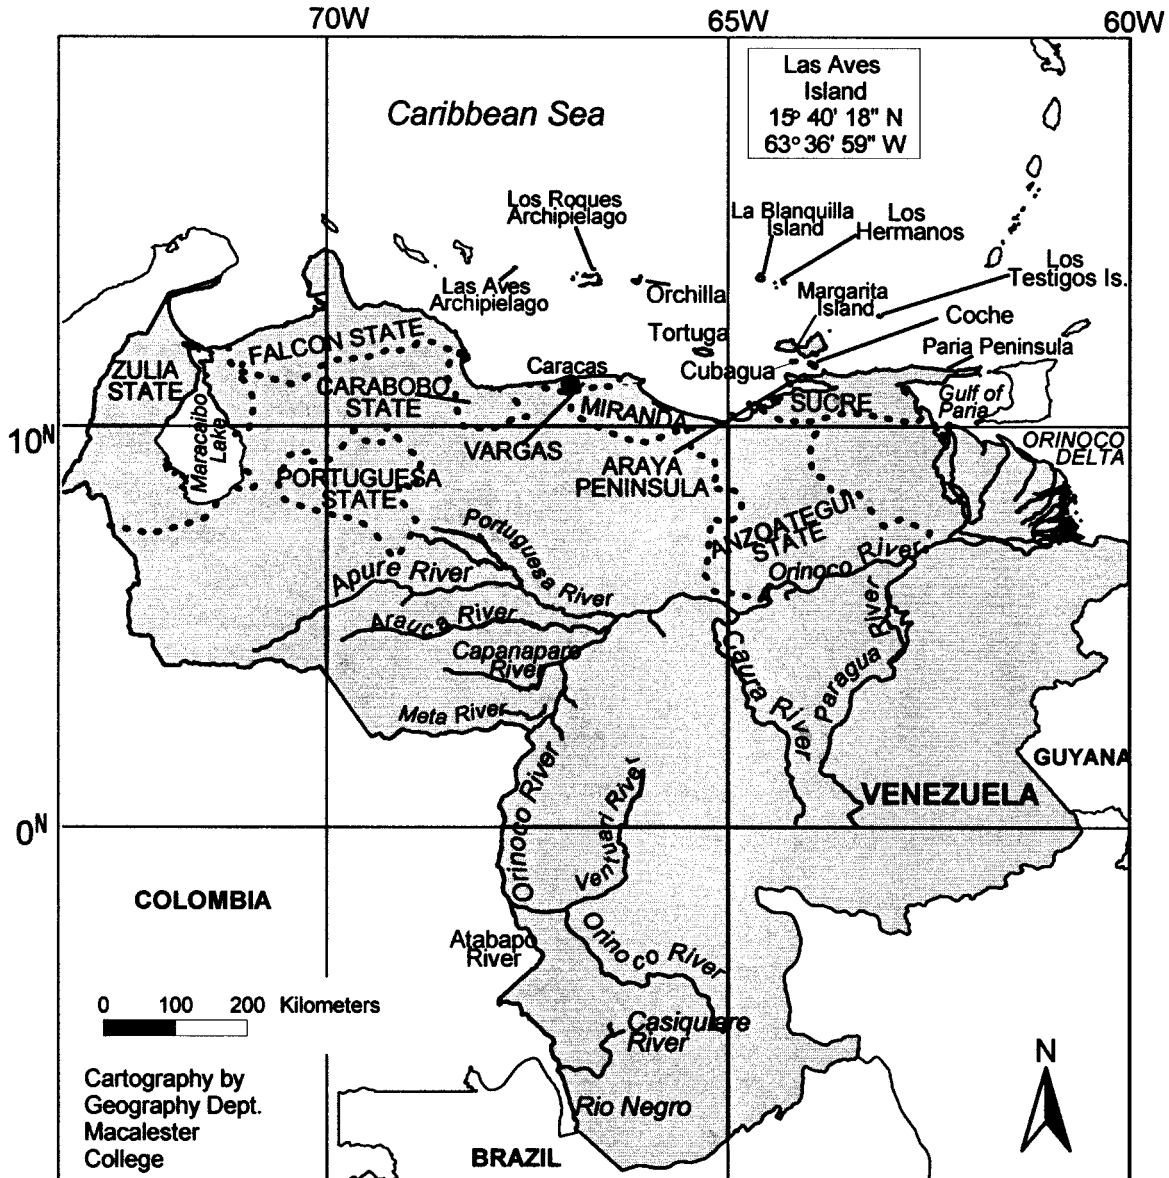 70W
65W
60W
Las Aves
Island
15° 40' 18" N
63° 36' 59" W
Caribbean Sea
Los Roques
Archipielago
La Blanquilla
Island
Los
Hermanos
Los
Testigos Is.
Las Aves
Archipielago
Orchilla
Margarita
Island
Coche
Tortuga
Cubagua
Paria Peninsula
Gulf of
Paria
FALCON STATE
ZULIA
STATE
CARABOBO
STATE
Caracas
MIRANDA
SUCRE
10N
Maracaibo
Lake
VARGAS
ARAYA
PENINSULA
ORINOCO
DELTA
PORTUGUESA
STATE
ANZOATEGUI
STATE
Portuguesa River
Orinoco River
Apure River
Arauca River
Capanaparo
River
Meta River
Caura River
Paragua River
GUYANA
VENEZUELA
Orinoco River
Ventuari River
0N
COLOMBIA
Atabapo
River
Orinoco River
Casiquiare
River
0 100 200 Kilometers
Cartography by
Geography Dept.
Macalester
College
Rio Negro
BRAZIL
N